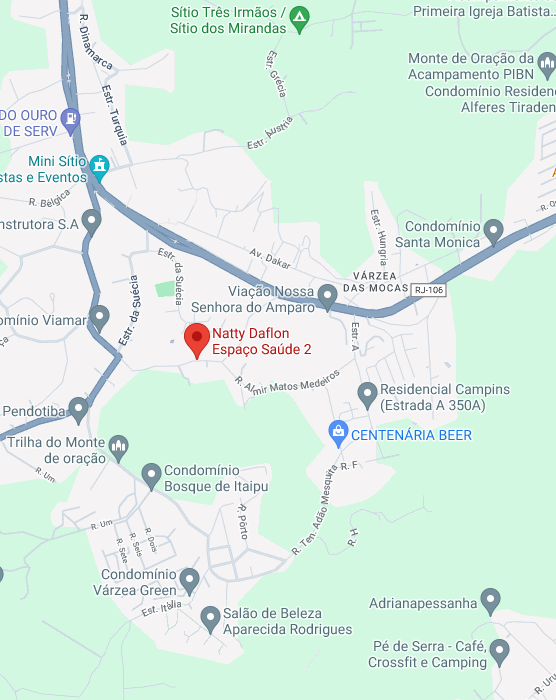 Sítio Três Irmãos /
Sítio dos Mirandas
Primeira Igreja Batista...
R. Dinamarca
Estr. Grécia
Monte de Oração da
Acampamento PIBN
Condomínio Residenc
Alferes Tiraden
Estr. Turquia
DO OURO
DE SERV
Estr. Áustria
Mini Sítio
stas e Eventos
R. Bélgica
nstrutora S.A
Estr. Hungria
Condomínio
Santa Monica
Av. Dakar
Estr. da Suécia
VÁRZEA
DAS MOCAS
RJ-106
Viação Nossa
Senhora do Amparo
Estr. da Suécia
omínio Viamar
Estr. A
Natty Daflon
Espaço Saúde 2
R. Almir Matos Medeiros
Residencial Campins
(Estrada A 350A)
Pendotiba
CENTENÁRIA BEER
Trilha do Monte
de oração
R. Um
Condomínio
Bosque de Itaipu
R. F
R. Ten. Adão Mesquita
R. Pôrto
R. Um
R. Dois
R. Seis
R. Sete
R. H
Condomínio
Várzea Green
Est. Itália
Salão de Beleza
Aparecida Rodrigues
Adrianapessanha
Pé de Serra - Café,
Crossfit e Camping
R. Uru